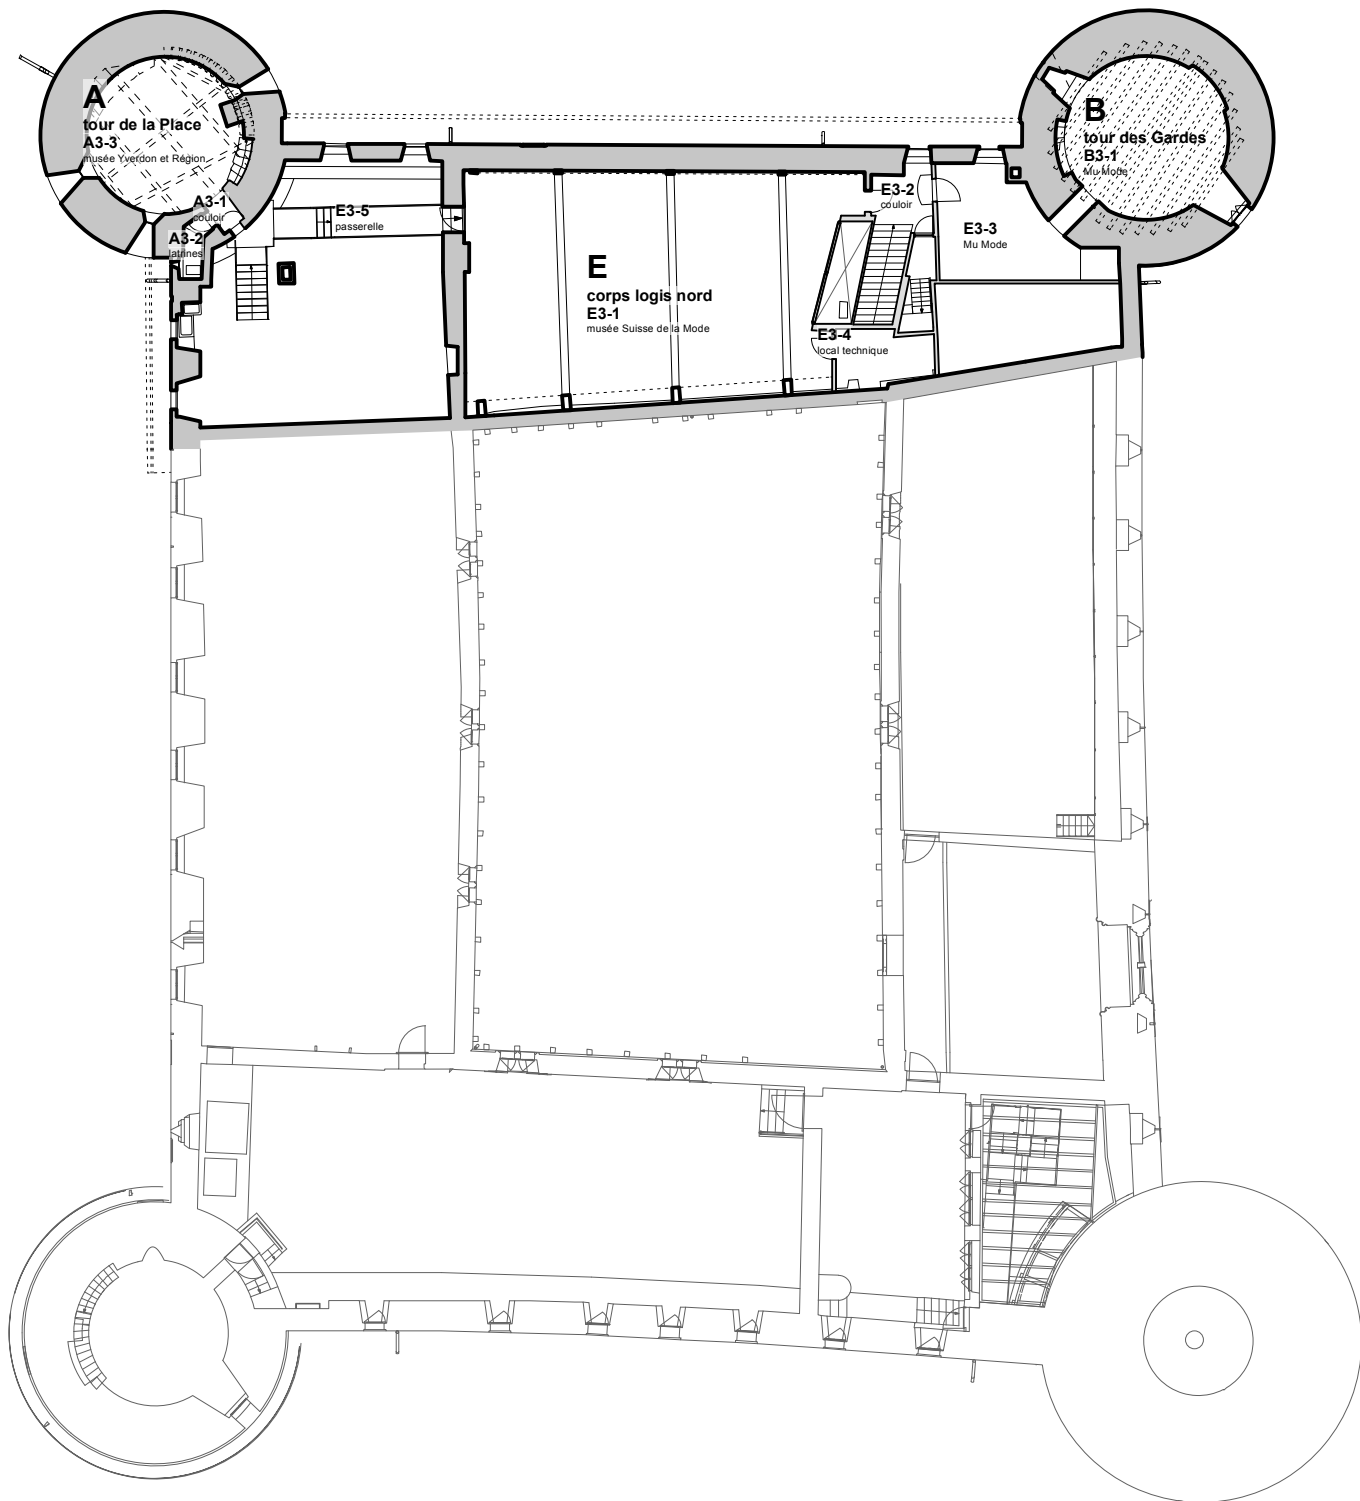 A
tour de la Place
A3-3
musée Yverdon et Région
A3-1
couloir
A3-2
latrines
E3-5
passerelle
E
corps logis nord
E3-1
musée Suisse de la Mode
E3-2
couloir
E3-3
Mu Mode
E3-4
local technique
B
tour des Gardes
B3-1
Mu Mode